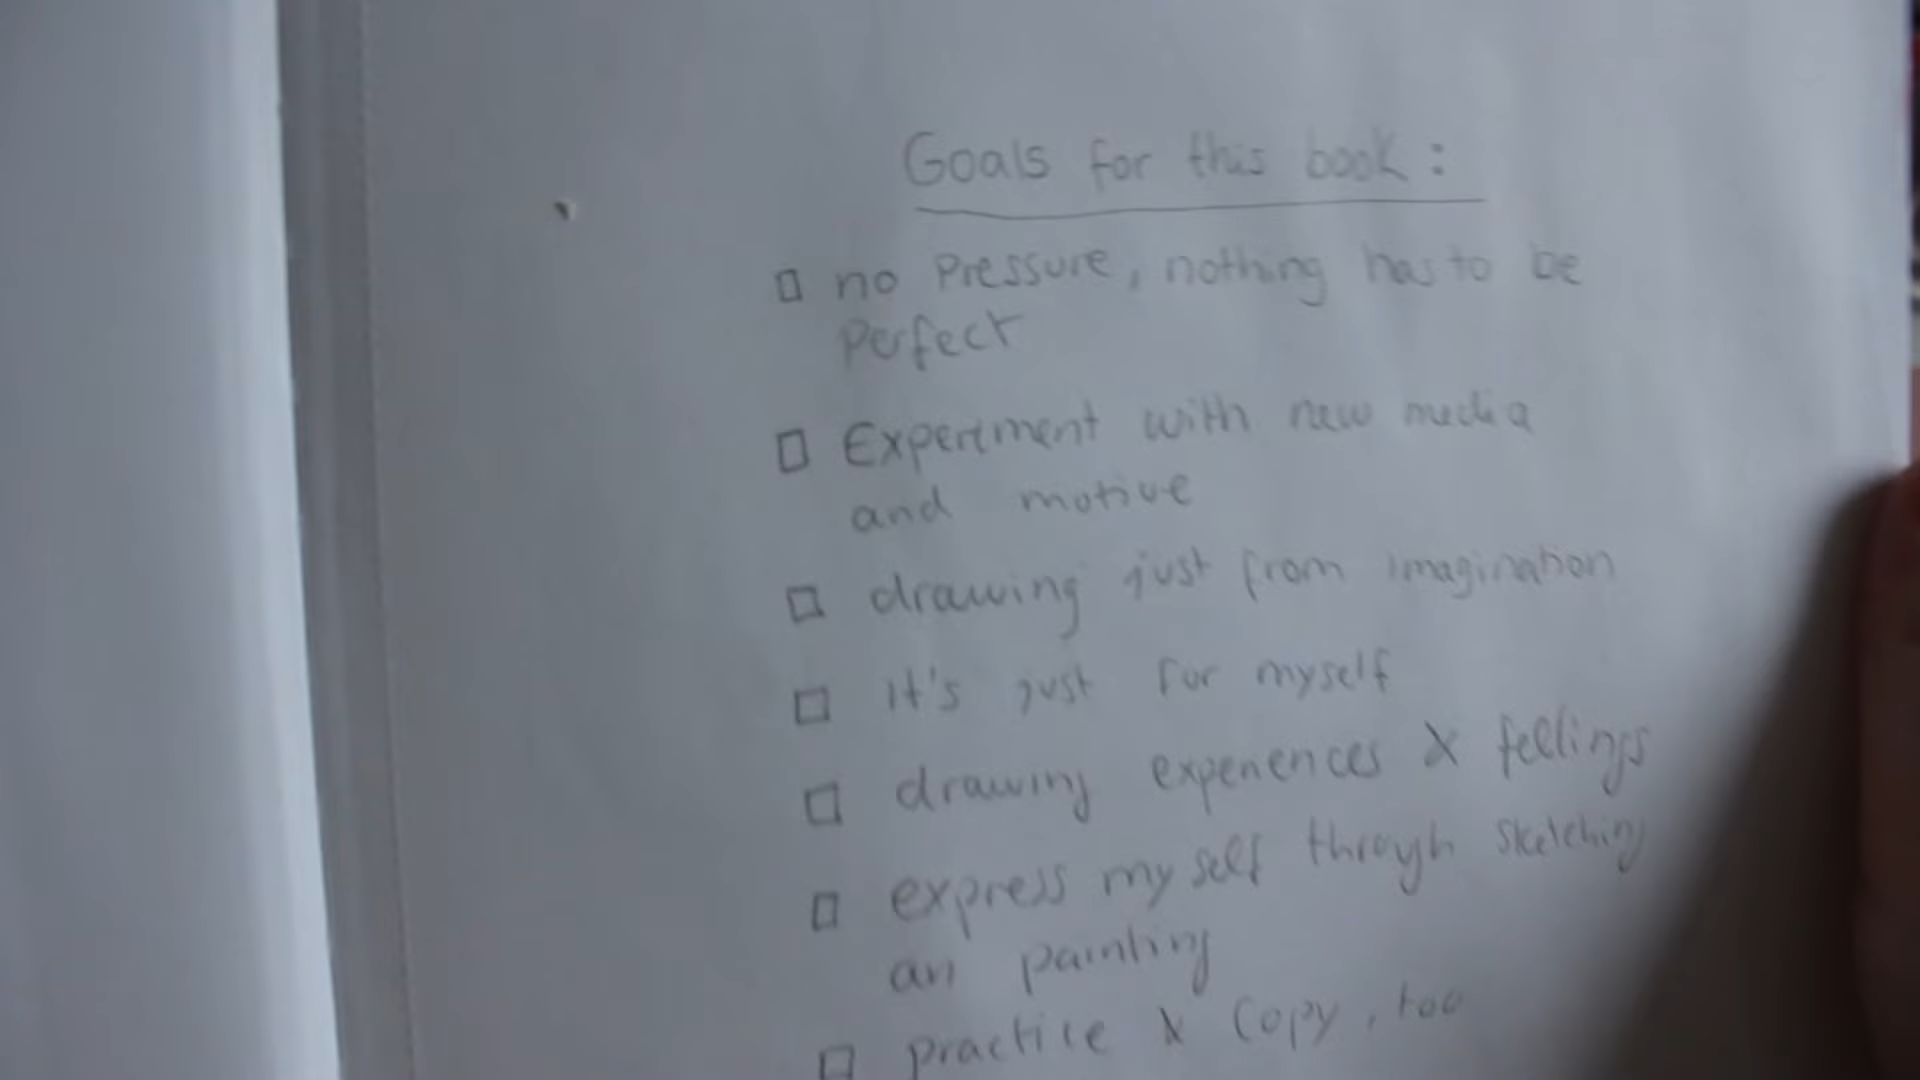 Goals for this book:
no Pressure, nothing has to be
perfect
Experiment with new media
and motive
drawing just from imagination
it's just for myself
drawing experiences & fellings
express my self through sketching
an painting
practice & copy, too